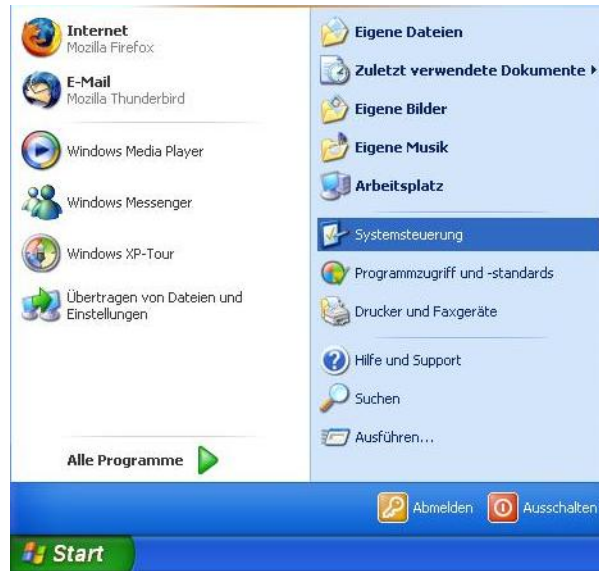 Internet
Mozilla Firefox
E-Mail
Mozilla Thunderbird
Windows Media Player
Windows Messenger
Windows XP-Tour
Übertragen von Dateien und
Einstellungen
Alle Programme
Eigene Dateien
Zuletzt verwendete Dokumente
Eigene Bilder
Eigene Musik
Arbeitsplatz
Systemsteuerung
Programmzugriff und -standards
Drucker und Faxgeräte
Hilfe und Support
Suchen
Ausführen...
Abmelden
Ausschalten
Start